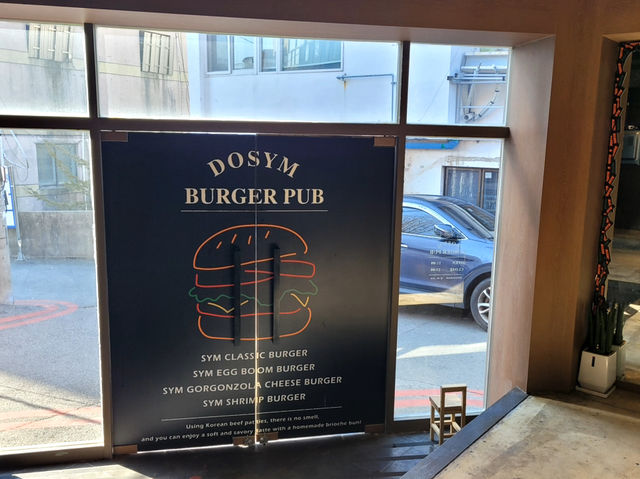 DOSYM
BURGER PUB
SYM CLASSIC BURGER
SYM EGG BOOM BURGER
SYM GORGONZOLA CHEESE BURGER
SYM SHRIMP BURGER
Using Korean beef patties, there is no smell,
and you can enjoy a soft and savory taste with a homemade brioche bun!